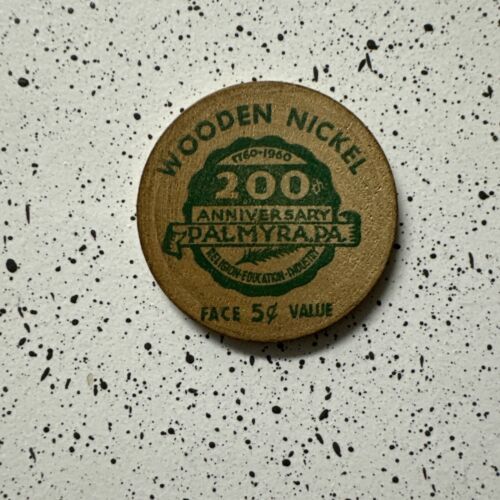 WOODEN NICKEL
1760-1960
200th
ANNIVERSARY
PALMYRA, PA.
RELIGION-EDUCATION-INDUSTRY
FACE 5¢ VALUE